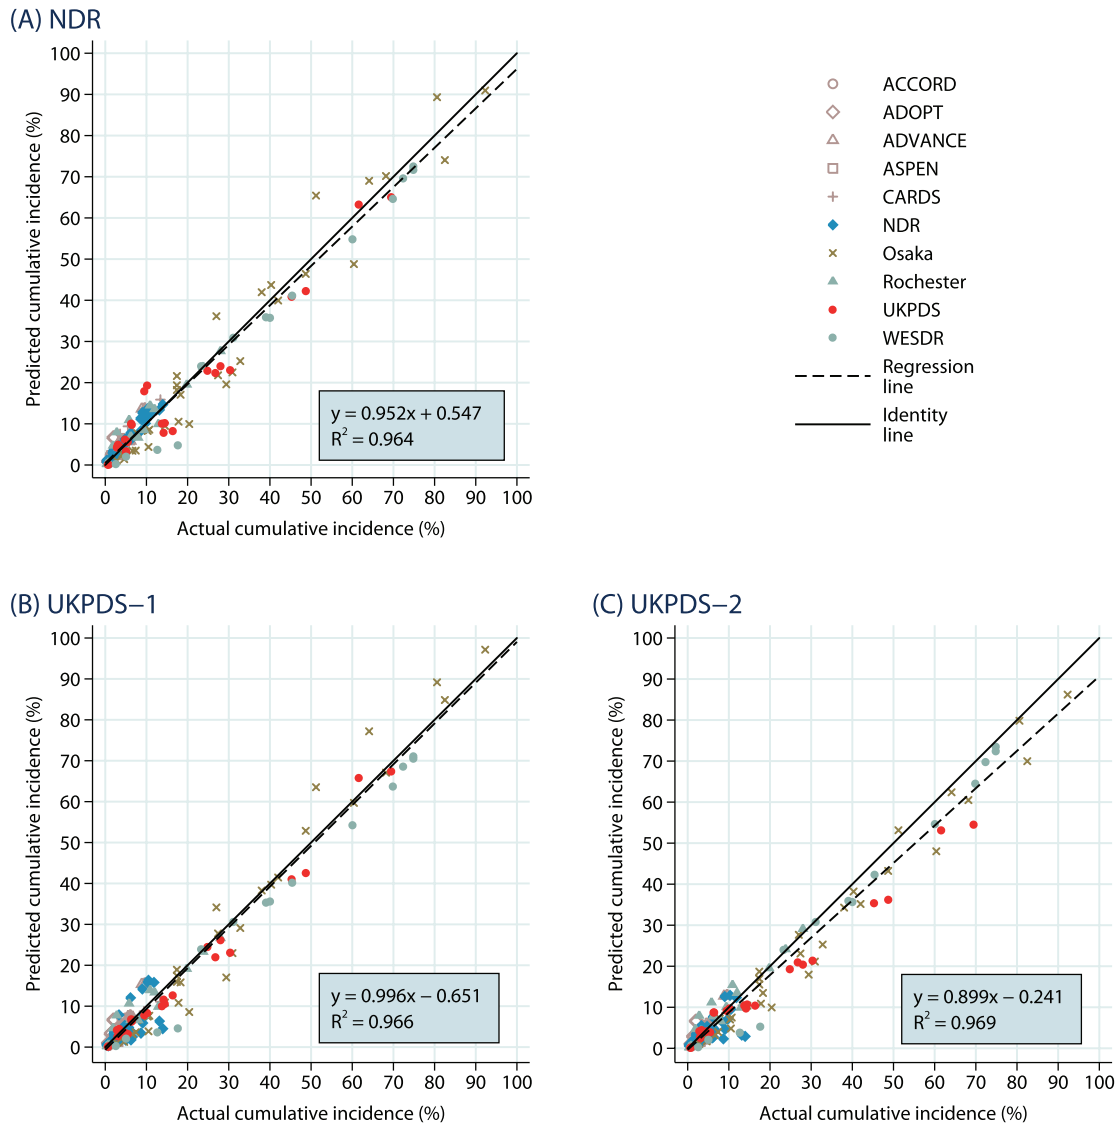 (A) NDR
Predicted cumulative incidence (%)
100
90
80
70
60
50
40
30
20
10
0
y = 0.952x + 0.547
R² = 0.964
0 10 20 30 40 50 60 70 80 90 100
Actual cumulative incidence (%)
ACCORD
ADOPT
ADVANCE
ASPEN
CARDS
NDR
Osaka
Rochester
UKPDS
WESDR
Regression
line
Identity
line
(B) UKPDS−1
Predicted cumulative incidence (%)
100
90
80
70
60
50
40
30
20
10
0
y = 0.996x − 0.651
R² = 0.966
0 10 20 30 40 50 60 70 80 90 100
Actual cumulative incidence (%)
(C) UKPDS−2
Predicted cumulative incidence (%)
100
90
80
70
60
50
40
30
20
10
0
y = 0.899x − 0.241
R² = 0.969
0 10 20 30 40 50 60 70 80 90 100
Actual cumulative incidence (%)